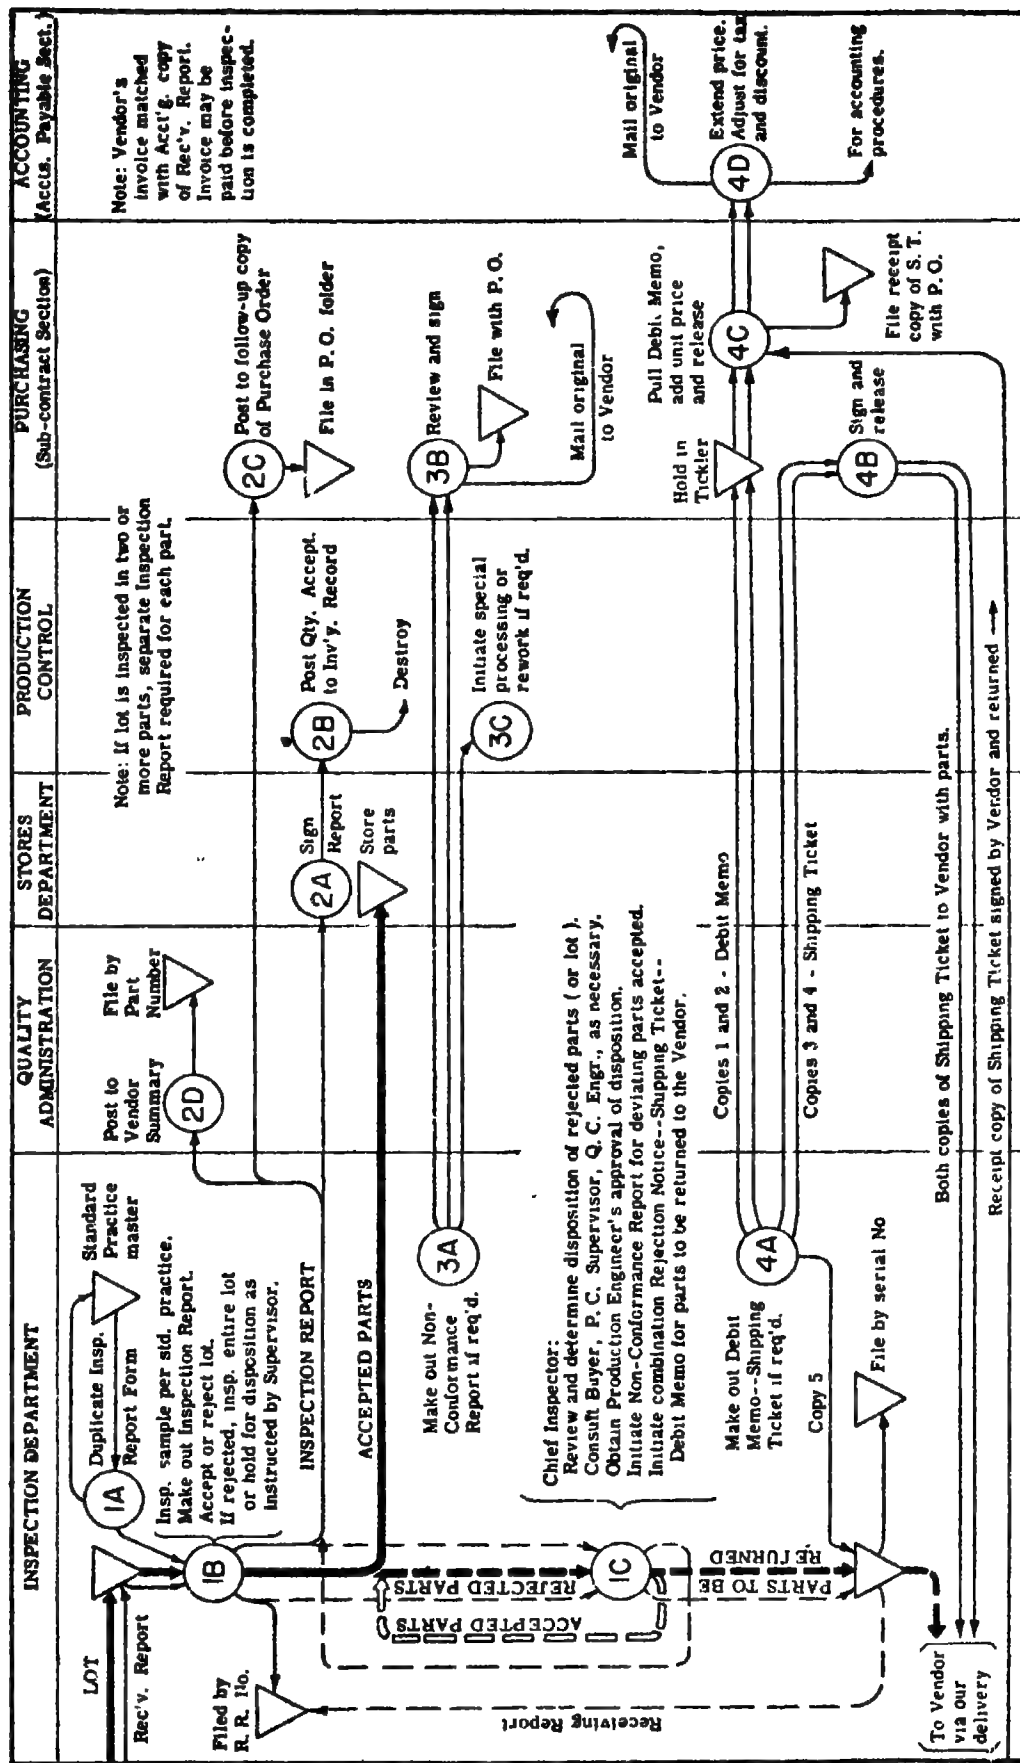 INSPECTION DEPARTMENT
QUALITY
ADMINISTRATION
STORES
DEPARTMENT
PRODUCTION
CONTROL
PURCHASING
(Sub-contract Section)
ACCOUNTING
(Accts. Payable Sect.)
LOT
Rec'v. Report
1A
Duplicate Insp.
Report Form
Standard
Practice
master
1B
Insp. sample per std. practice.
Make out Inspection Report.
Accept or reject lot.
If rejected, insp. entire lot
or hold for disposition as
instructed by Supervisor.
Filed by
R. R. No.
INSPECTION REPORT
ACCEPTED PARTS
Post to
Vendor
Summary
2D
File by
Part
Number
Note: If lot is inspected in two or
more parts, separate Inspection
Report required for each part.
2A
Sign
Report
Store
parts
2B
Post Qty. Accept.
to Inv'y. Record
Destroy
2C
Post to follow-up copy
of Purchase Order
File in P.O. folder
Note: Vendor's
invoice matched
with Acct'g. copy
of Rec'v. Report.
Invoice may be
paid before inspec-
tion is completed.
REJECTED PARTS
ACCEPTED PARTS
1C
PARTS TO BE
RETURNED
Receiving Report
Make out Non-
Conformance
Report if req'd.
3A
3B
Review and sign
File with P.O.
Mail original
to Vendor
3C
Initiate special
processing or
rework if req'd.
Chief Inspector:
Review and determine disposition of rejected parts ( or lot ).
Consult Buyer, P. C. Supervisor, Q. C. Engr., as necessary.
Obtain Production Engineer's approval of disposition.
Initiate Non-Conformance Report for deviating parts accepted.
Initiate combination Rejection Notice--Shipping Ticket--
Debit Memo for parts to be returned to the Vendor.
Make out Debit
Memo--Shipping
Ticket if req'd.
4A
Copy 5
File by serial No
Copies 1 and 2 - Debit Memo
Copies 3 and 4 - Shipping Ticket
Hold in
Tickler
Pull Debit Memo,
add unit price
and release
4C
4B
Sign and
release
File receipt
copy of S. T.
with P.O.
4D
Mail original
to Vendor
Extend price.
Adjust for tax
and discount.
For accounting
procedures.
To Vendor
via our
delivery
Both copies of Shipping Ticket to Vendor with parts.
Receipt copy of Shipping Ticket signed by Vendor and returned